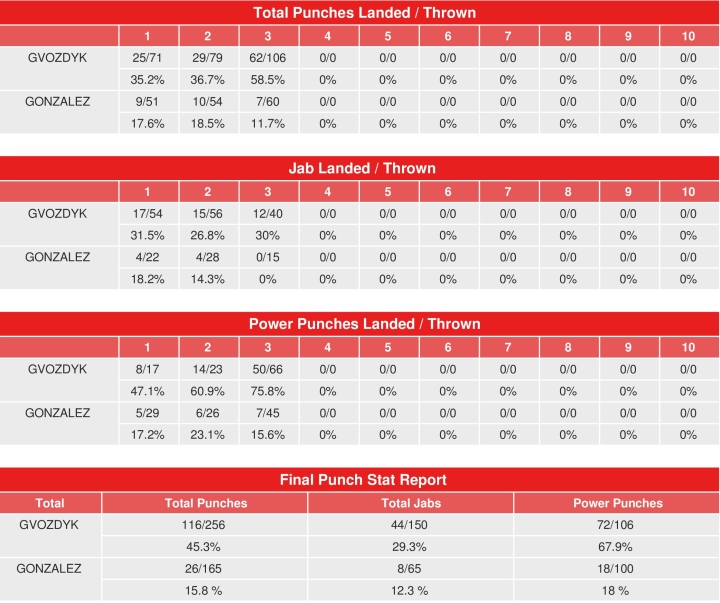 Total Punches Landed / Thrown
1 2 3 4 5 6 7 8 9 10
GVOZDYK 25/71 29/79 62/106 0/0 0/0 0/0 0/0 0/0 0/0 0/0
35.2% 36.7% 58.5% 0% 0% 0% 0% 0% 0% 0%
GONZALEZ 9/51 10/54 7/60 0/0 0/0 0/0 0/0 0/0 0/0 0/0
17.6% 18.5% 11.7% 0% 0% 0% 0% 0% 0% 0%
Jab Landed / Thrown
1 2 3 4 5 6 7 8 9 10
GVOZDYK 17/54 15/56 12/40 0/0 0/0 0/0 0/0 0/0 0/0 0/0
31.5% 26.8% 30% 0% 0% 0% 0% 0% 0% 0%
GONZALEZ 4/22 4/28 0/15 0/0 0/0 0/0 0/0 0/0 0/0 0/0
18.2% 14.3% 0% 0% 0% 0% 0% 0% 0% 0%
Power Punches Landed / Thrown
1 2 3 4 5 6 7 8 9 10
GVOZDYK 8/17 14/23 50/66 0/0 0/0 0/0 0/0 0/0 0/0 0/0
47.1% 60.9% 75.8% 0% 0% 0% 0% 0% 0% 0%
GONZALEZ 5/29 6/26 7/45 0/0 0/0 0/0 0/0 0/0 0/0 0/0
17.2% 23.1% 15.6% 0% 0% 0% 0% 0% 0% 0%
Final Punch Stat Report
Total Total Punches Total Jabs Power Punches
GVOZDYK 116/256 44/150 72/106
45.3% 29.3% 67.9%
GONZALEZ 26/165 8/65 18/100
15.8 % 12.3 % 18 %